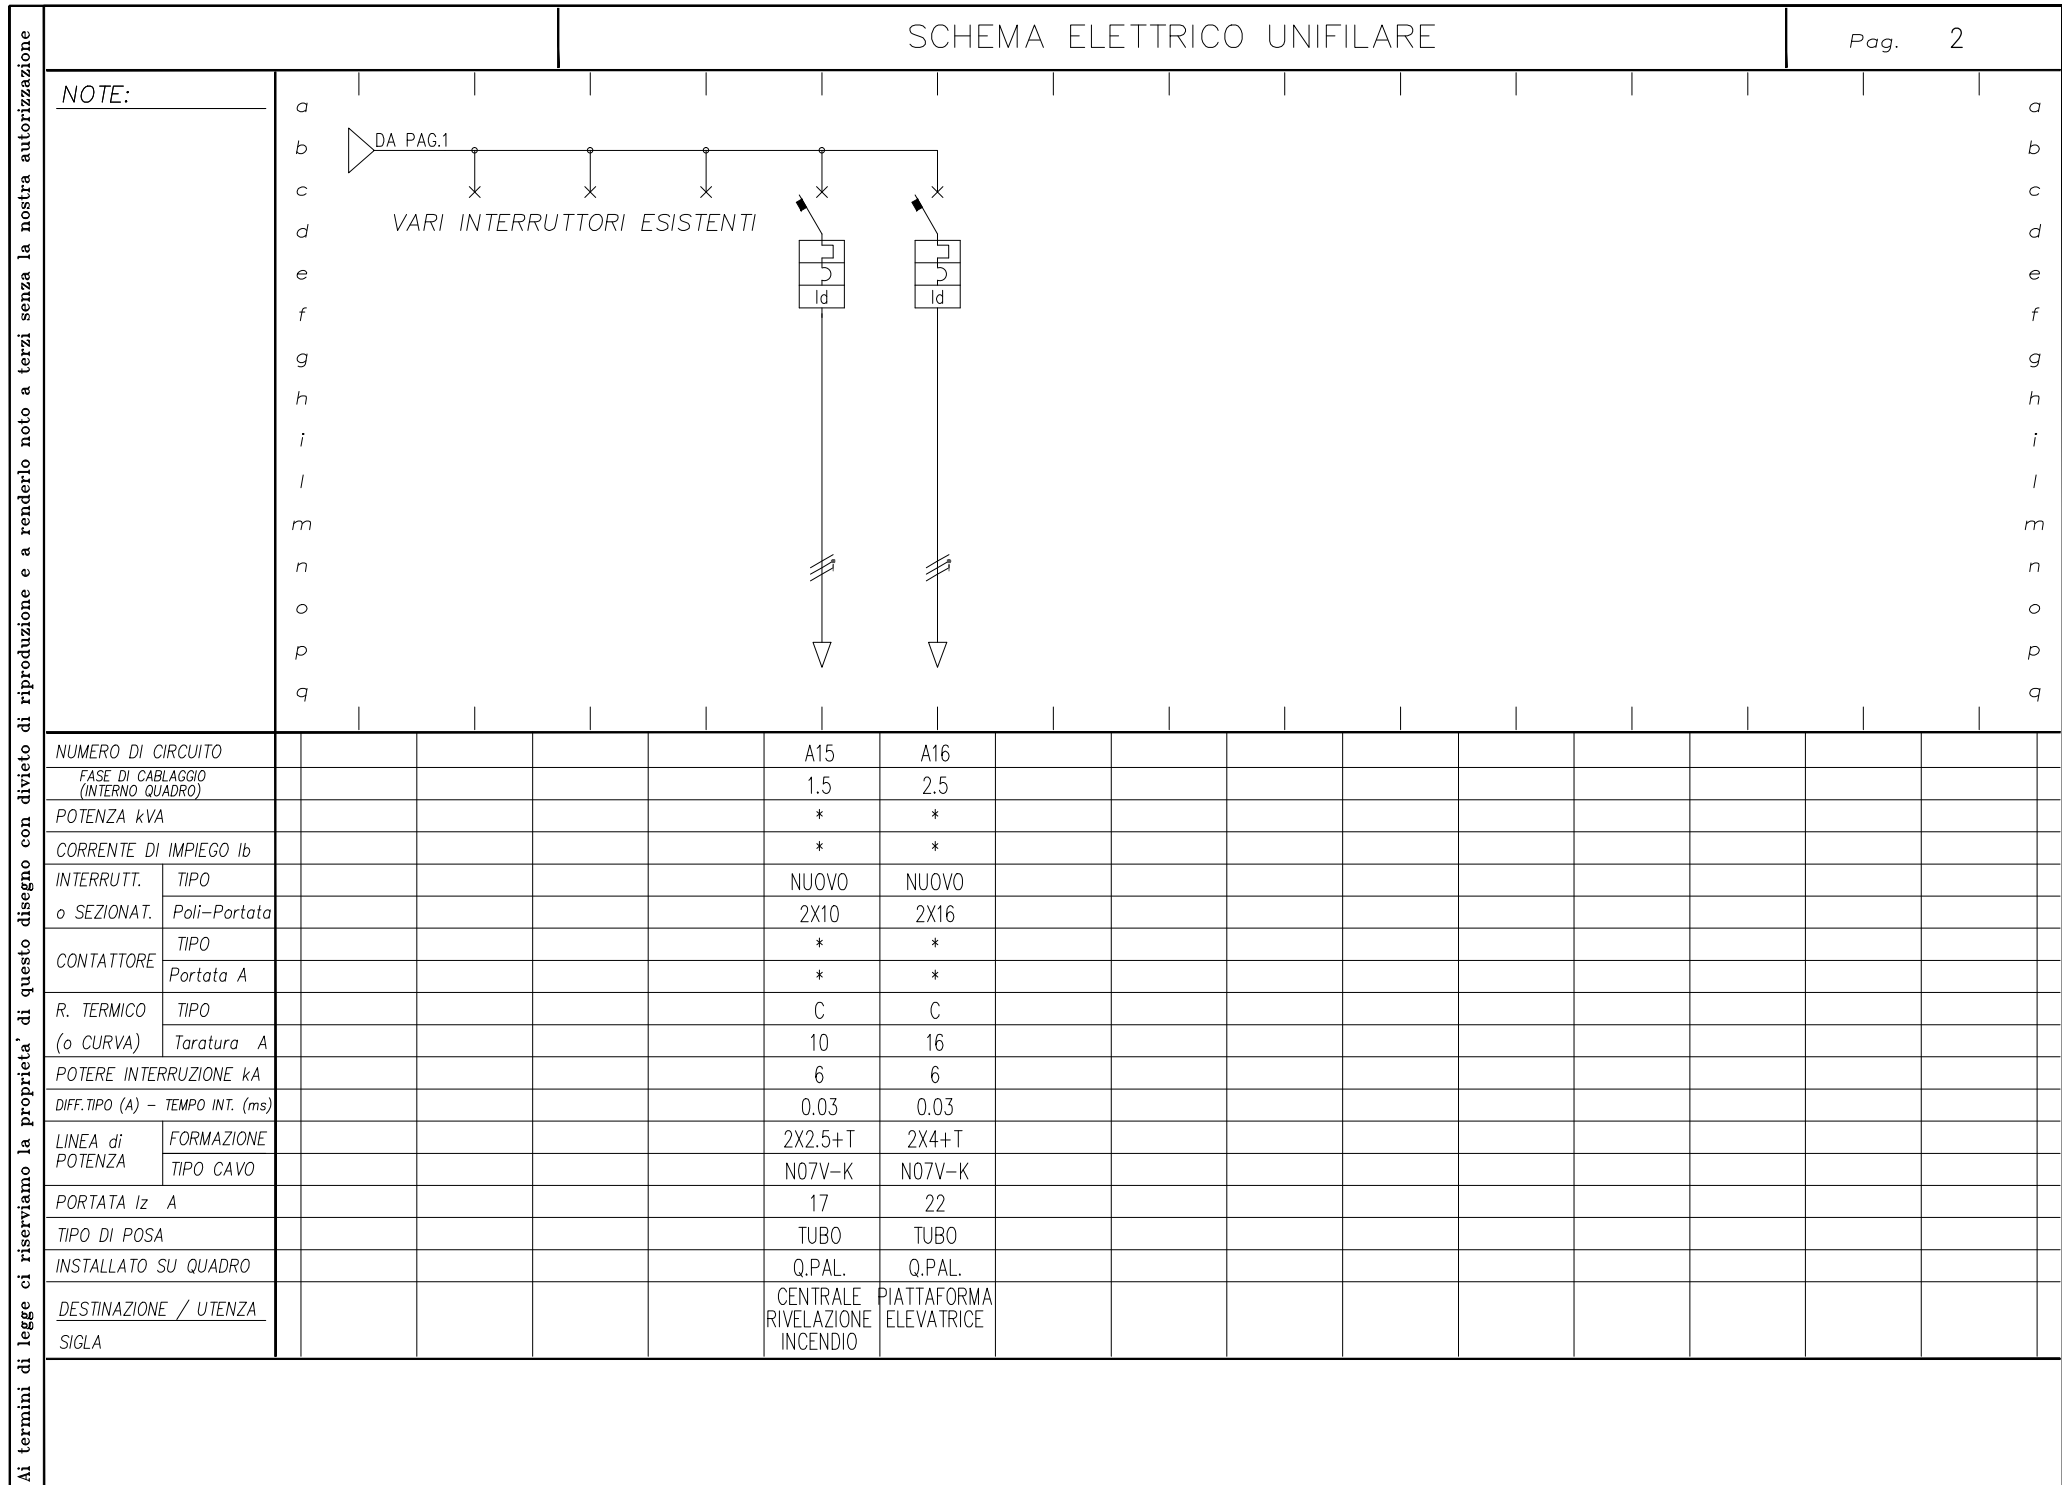 SCHEMA ELETTRICO UNIFILARE
Pag. 2
Ai termini di legge ci riserviamo la proprieta' di questo disegno con divieto di riproduzione e a renderlo noto a terzi senza la nostra autorizzazione
NOTE:
a a
b DA PAG.1 b
c c
VARI INTERRUTTORI ESISTENTI
d d
e e
Id Id
f f
g g
h h
i i
l l
m m
n n
o o
p p
q q
NUMERO DI CIRCUITO A15 A16
FASE DI CABLAGGIO
(INTERNO QUADRO) 1.5 2.5
POTENZA kVA * *
CORRENTE DI IMPIEGO Ib * *
INTERRUTT. TIPO NUOVO NUOVO
o SEZIONAT. Poli-Portata 2X10 2X16
CONTATTORE
TIPO * *
Portata A * *
R. TERMICO TIPO C C
(o CURVA) Taratura A 10 16
POTERE INTERRUZIONE kA 6 6
DIFF.TIPO (A) - TEMPO INT. (ms) 0.03 0.03
LINEA di
POTENZA
FORMAZIONE 2X2.5+T 2X4+T
TIPO CAVO N07V-K N07V-K
PORTATA Iz A 17 22
TIPO DI POSA TUBO TUBO
INSTALLATO SU QUADRO Q.PAL. Q.PAL.
DESTINAZIONE / UTENZA
SIGLA
CENTRALE
RIVELAZIONE
INCENDIO
PIATTAFORMA
ELEVATRICE